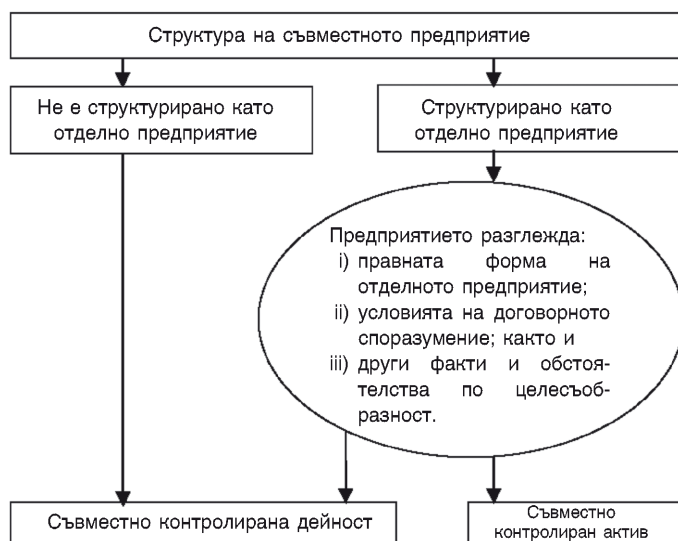 Структура на съвместното предприятие
Не е структурирано като
отделно предприятие
Структурирано като
отделно предприятие
Предприятието разглежда:
i) правната форма на
отделното предприятие;
ii) условията на договорното
споразумение; както и
iii) други факти и обстоя-
телства по целесъоб-
разност.
Съвместно контролирана дейност
Съвместно
контролиран актив